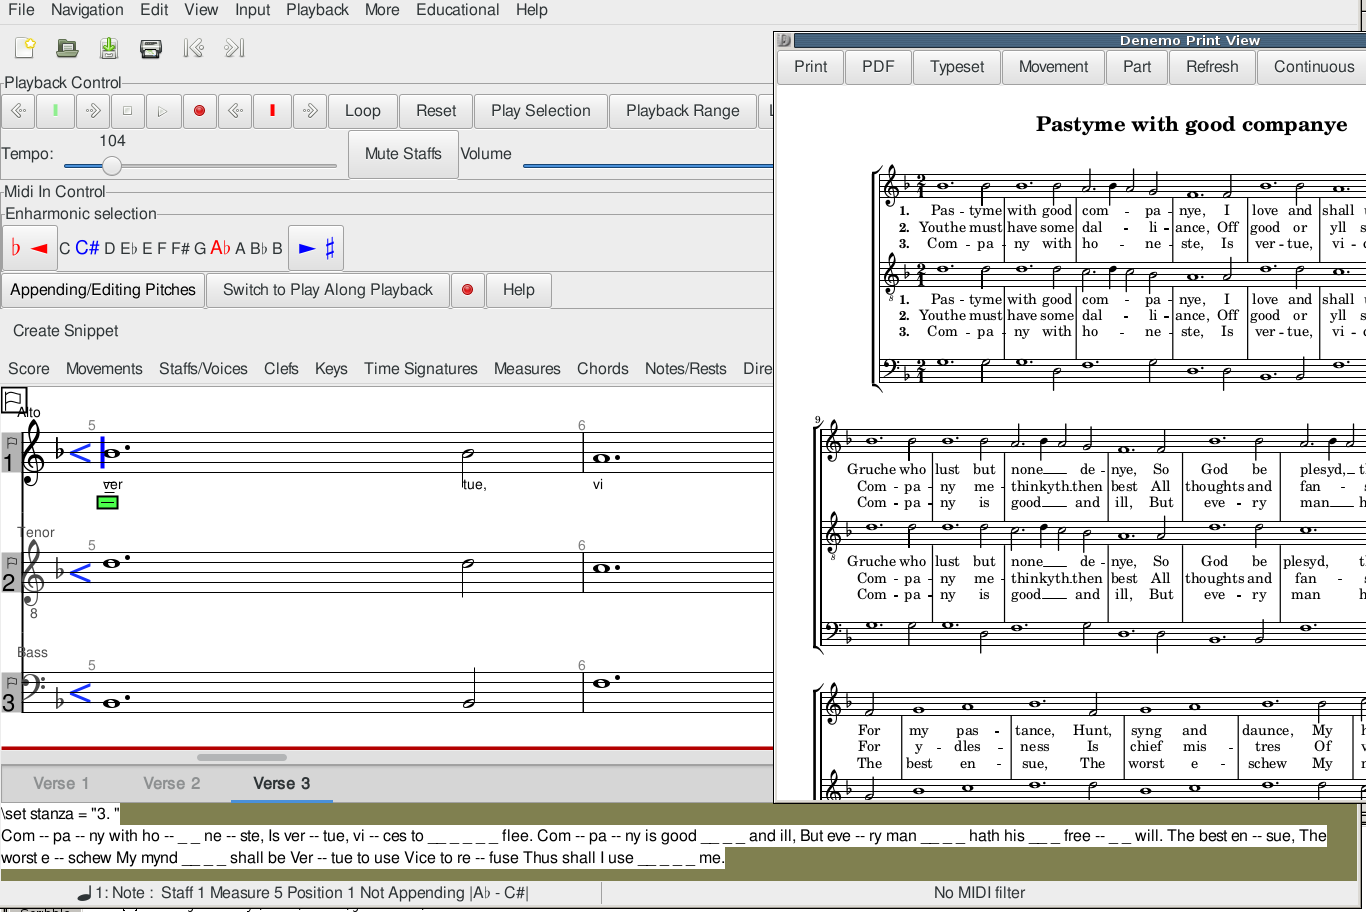 File Navigation Edit View Input Playback More Educational Help
Denemo Print View
Print PDF Typeset Movement Part Refresh Continuous
Playback Control
Loop Reset Play Selection Playback Range
104
Tempo: Mute Staffs Volume
Midi In Control
Enharmonic selection
♭ C C# D E♭ E F F# G A♭ A B♭ B ♯
Appending/Editing Pitches Switch to Play Along Playback Help
Create Snippet
Score Movements Staffs/Voices Clefs Keys Time Signatures Measures Chords Notes/Rests Dire
Alto
5 6
1
ver tue, vi
Tenor
5 6
2
8
Bass
5 6
3
Pastyme with good companye
1. Pas - tyme with good com - pa - nye, I love and shall
2. Youthe must have some dal - li - ance, Off good or yll s
3. Com - pa - ny with ho - ne - ste, Is ver - tue, vi - c
8
1. Pas - tyme with good com - pa - nye, I love and shall
2. Youthe must have some dal - li - ance, Off good or yll s
3. Com - pa - ny with ho - ne - ste, Is ver - tue, vi - c
9
Gruche who lust but none___ de - nye, So God be plesyd,_ t
Com - pa - ny me - thinkyth.then best All thoughts and fan - s
Com - pa - ny is good___ and ill, But eve - ry man___ h
8
Gruche who lust but none___ de - nye, So God be plesyd, t
Com - pa - ny me - thinkyth.then best All thoughts and fan - s
Com - pa - ny is good___ and ill, But eve - ry man h
For my pas - tance, Hunt, syng and daunce, My h
For y - dles - ness Is chief mis - tres Of v
The best en - sue, The worst e - schew My m
Verse 1 Verse 2 Verse 3
\set stanza = "3. "
Com -- pa -- ny with ho -- _ _ ne -- ste, Is ver -- tue, vi -- ces to __ _ _ _ _ _ flee. Com -- pa -- ny is good __ _ _ and ill, But eve -- ry man __ _ _ hath his __ _ free -- _ _ will. The best en -- sue, The
worst e -- schew My mynd __ _ _ shall be Ver -- tue to use Vice to re -- fuse Thus shall I use __ _ _ _ me.
1: Note : Staff 1 Measure 5 Position 1 Not Appending |A♭ - C#|
No MIDI filter